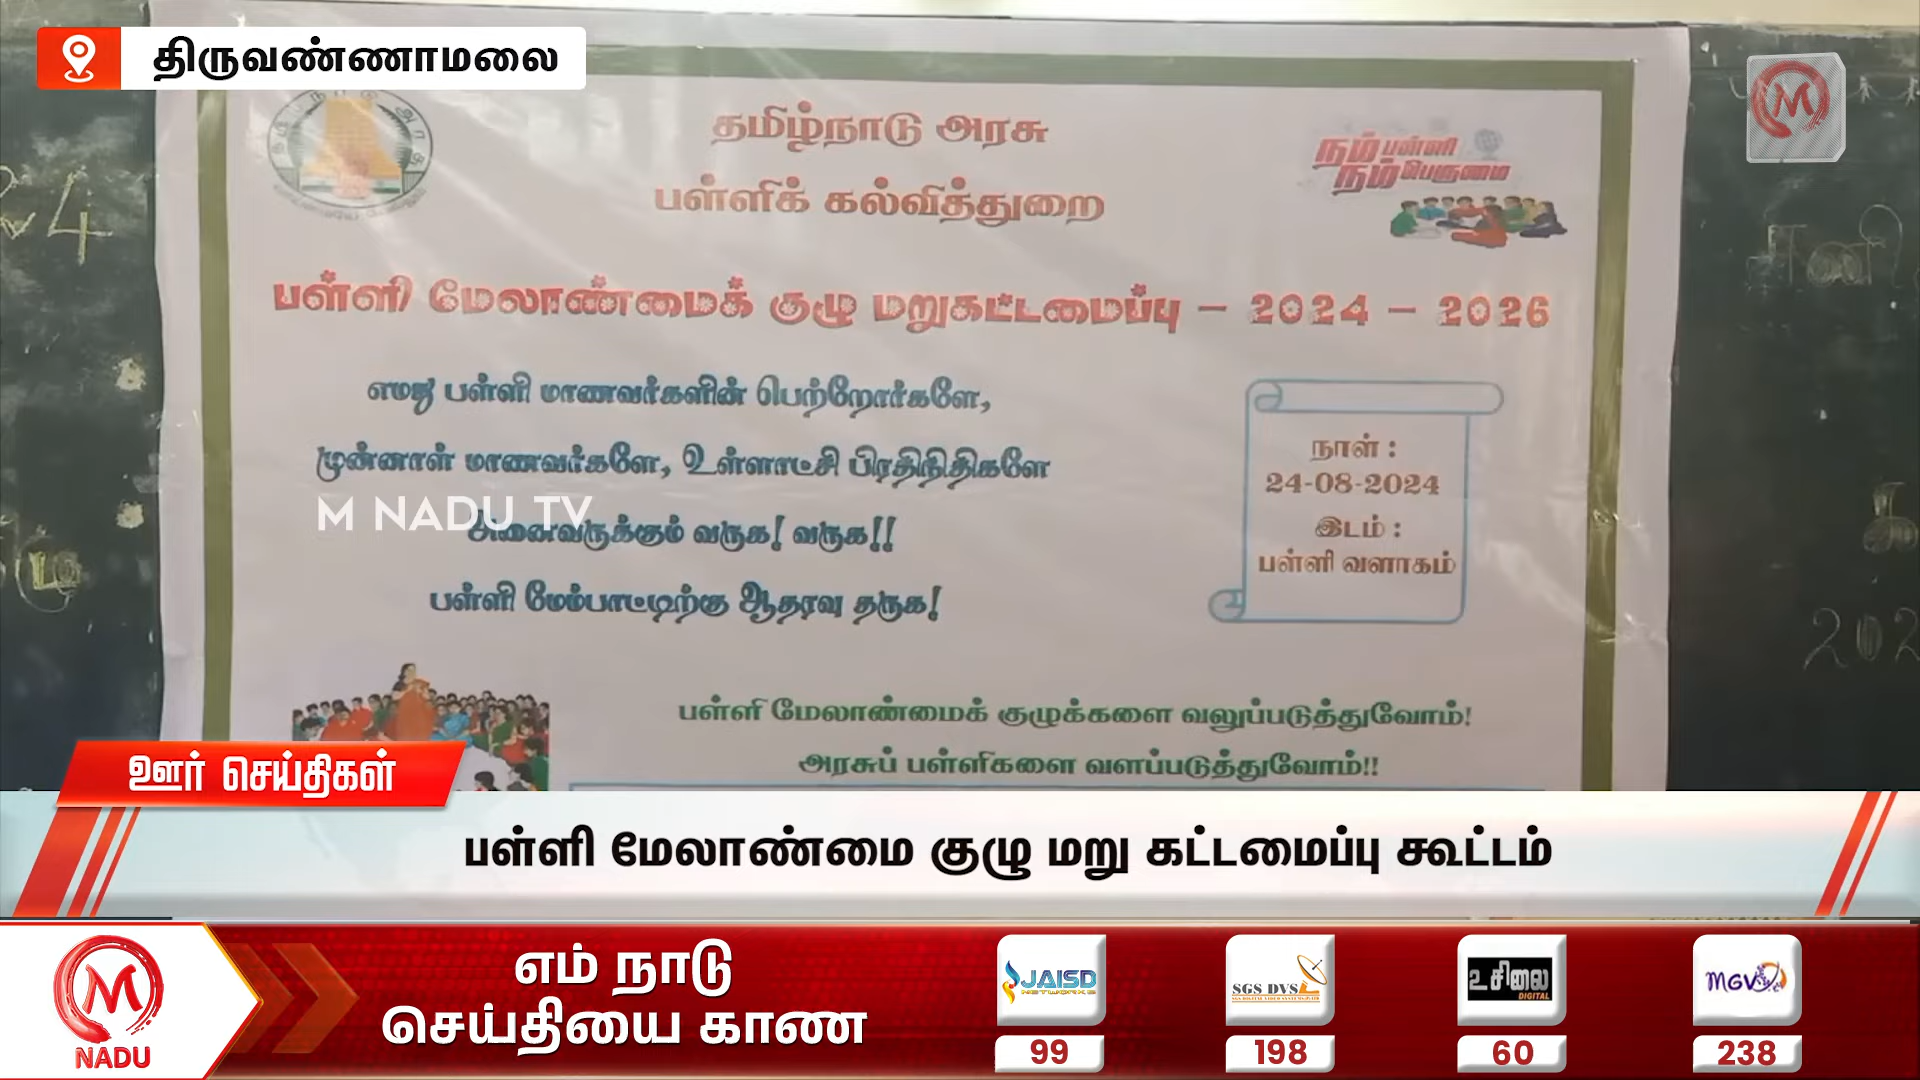 திருவண்ணாமலை
M
தமிழ்நாடு அரசு
பள்ளிக் கல்வித்துறை
நம் பள்ளி
நம் பெருமை
பள்ளி மேலாண்மைக் குழு மறுகட்டமைப்பு – 2024 – 2026
எமது பள்ளி மாணவர்களின் பெற்றோர்களே,
முன்னாள் மாணவர்களே, உள்ளாட்சி பிரதிநிதிகளே
M NADU TV
அனைவருக்கும் வருக! வருக!!
பள்ளி மேம்பாட்டிற்கு ஆதரவு தருக!
நாள் :
24-08-2024
இடம் :
பள்ளி வளாகம்
பள்ளி மேலாண்மைக் குழுக்களை வலுப்படுத்துவோம்!
அரசுப் பள்ளிகளை வளப்படுத்துவோம்!!
ஊர் செய்திகள்
பள்ளி மேலாண்மை குழு மறு கட்டமைப்பு கூட்டம்
M
NADU
எம் நாடு
செய்தியை காண
JAISD
NETWORKS
99
SGS DVS
198
உசிலை
DIGITAL
60
MGV
238